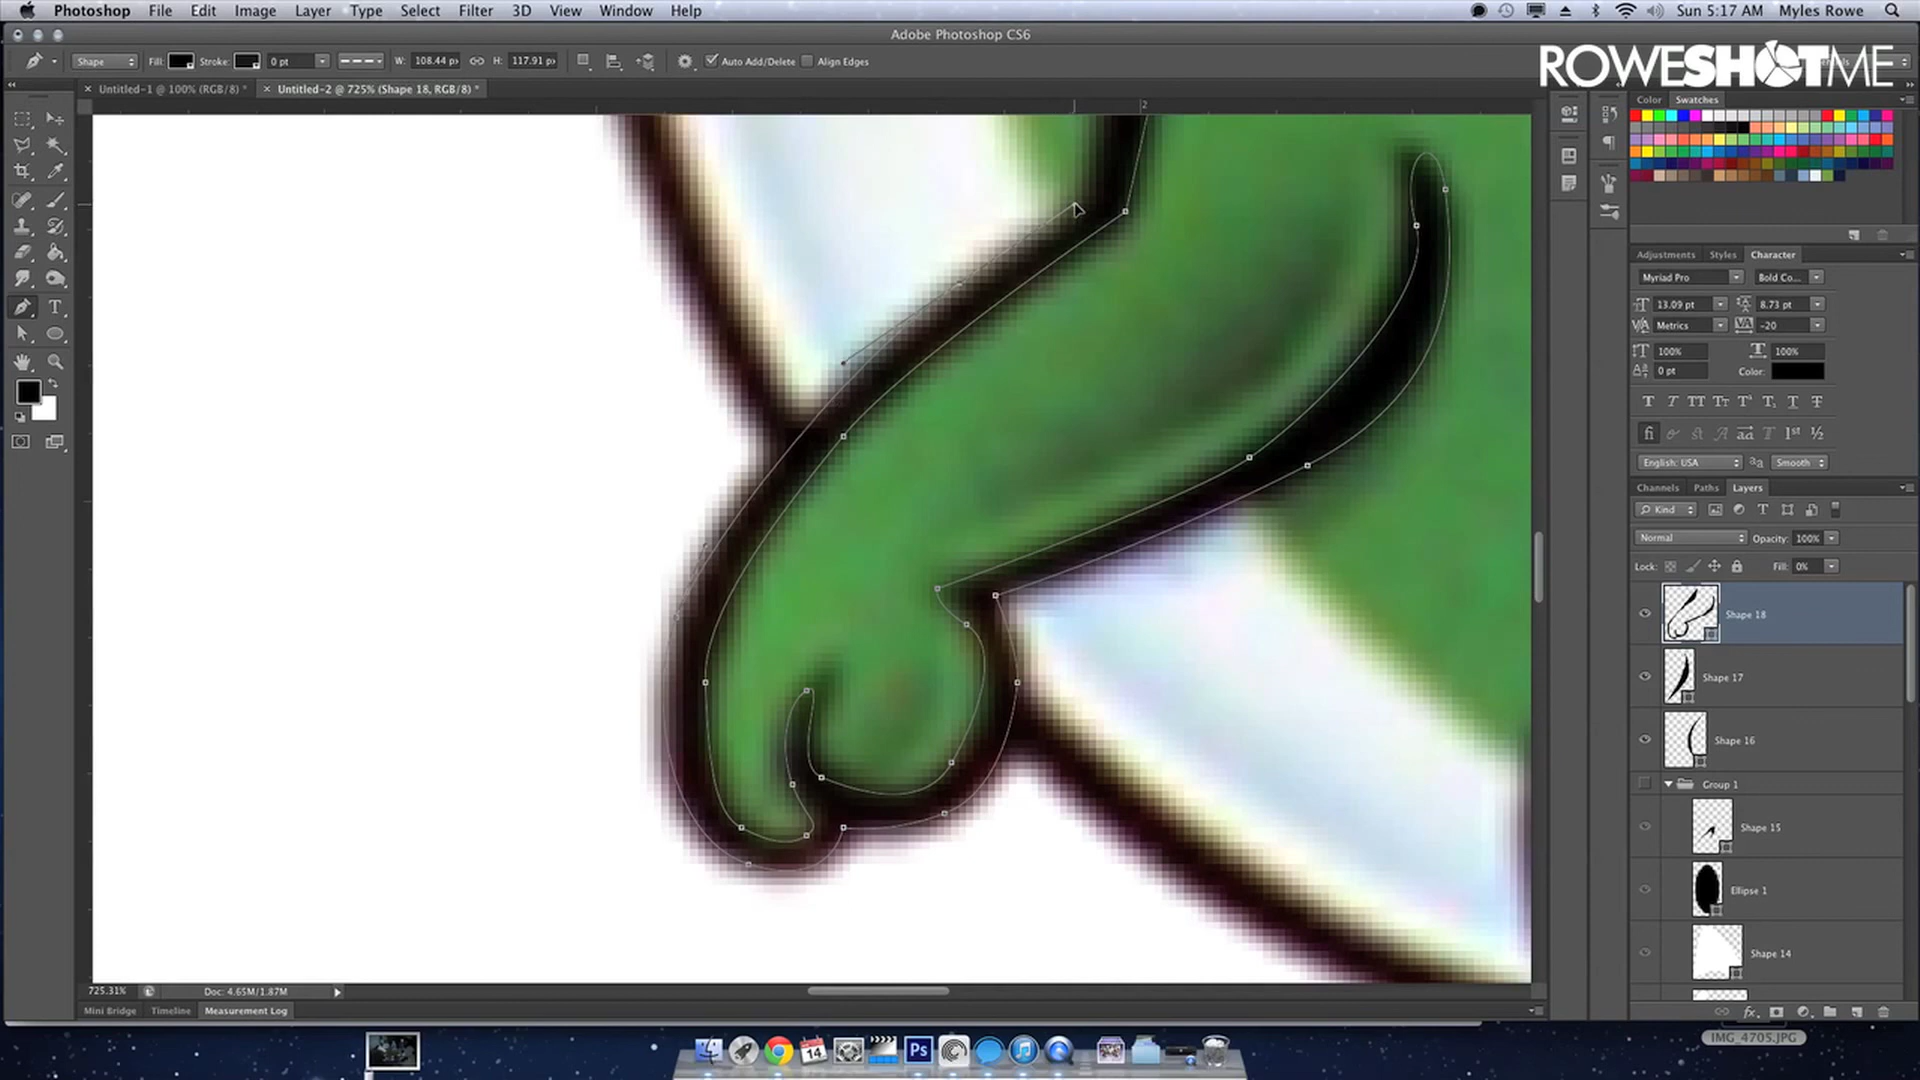 Photoshop File Edit Image Layer Type Select Filter 3D View Window Help Sun 5:17 AM Myles Rowe
Adobe Photoshop CS6
Shape Fill: Stroke: 0 pt W: 108.44 px H: 117.91 px Auto Add/Delete Align Edges
ROWESHOTME
Untitled-1 @ 100% (RGB/8) * Untitled-2 @ 725% (Shape 18, RGB/8) *
2
Color Swatches
Adjustments Styles Character
Myriad Pro Bold Co...
13.09 pt 8.73 pt
Metrics -20
100% 100%
0 pt Color:
English: USA aa Smooth
Channels Paths Layers
Kind
Normal Opacity: 100%
Lock: Fill: 0%
Shape 18
Shape 17
Shape 16
Group 1
Shape 15
Ellipse 1
Shape 14
725.31% Doc: 4.65M/1.87M
Mini Bridge Timeline Measurement Log
14
Ps
IMG_4705.JPG